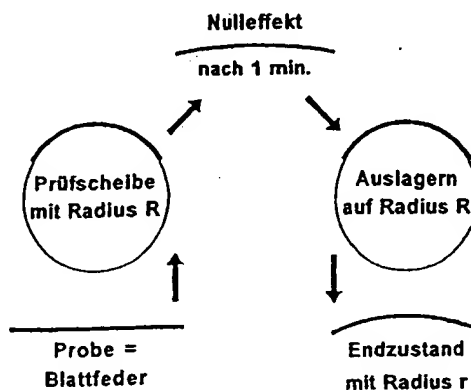 Nulleffekt
nach 1 min.
Prüfscheibe
mit Radius R
Auslagern
auf Radius R
Probe =
Blattfeder
Endzustand
mit Radius r